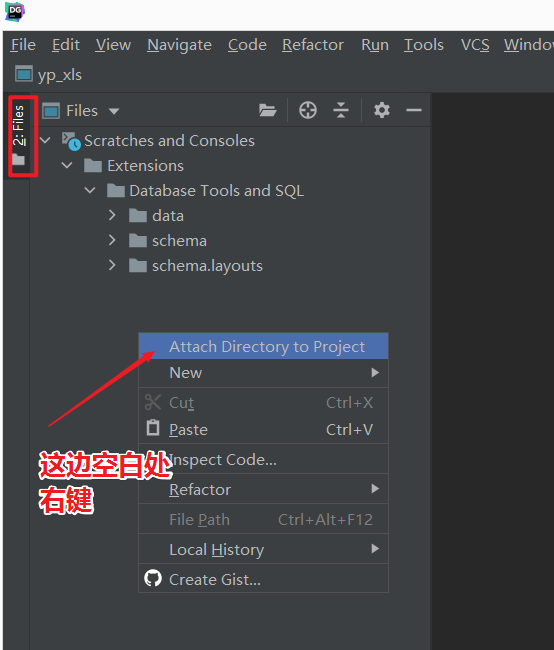 DG
File Edit View Navigate Code Refactor Run Tools VCS Windo
yp_xls
2: Files
Files
Scratches and Consoles
Extensions
Database Tools and SQL
data
schema
schema.layouts
Attach Directory to Project
New
Cut Ctrl+X
Paste Ctrl+V
Inspect Code...
Refactor
File Path Ctrl+Alt+F12
Local History
Create Gist...
这边空白处
右键